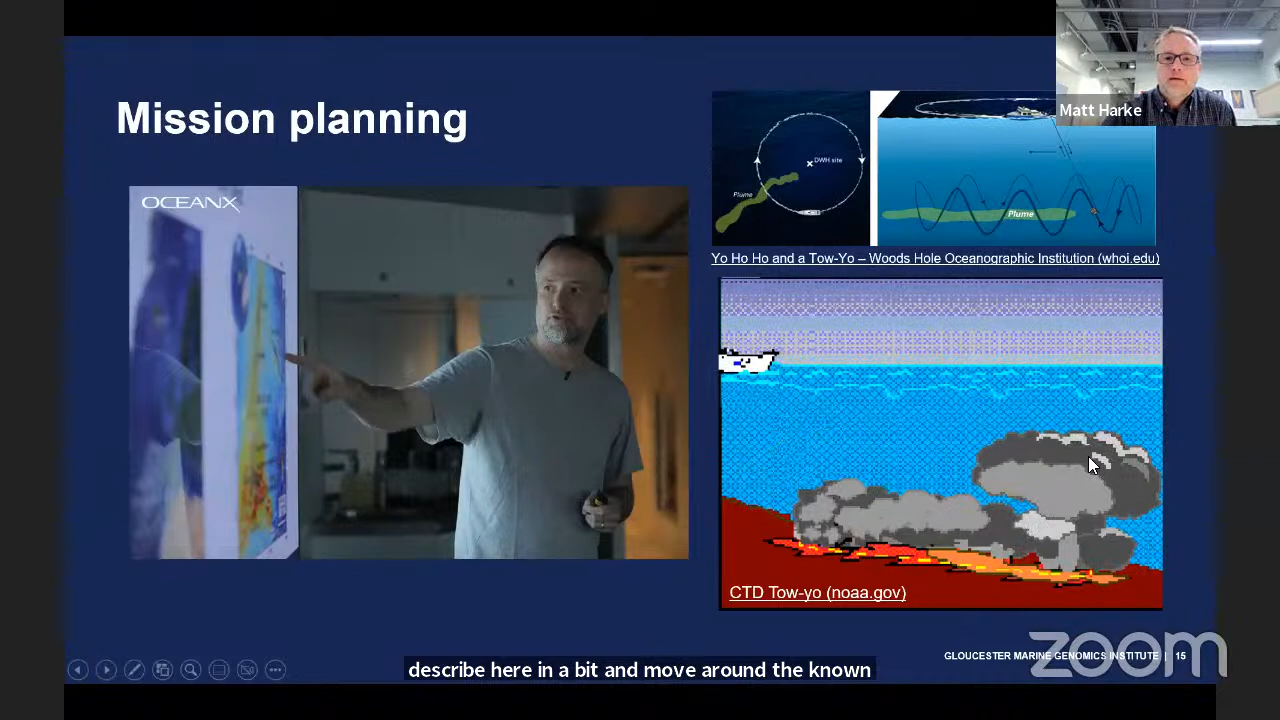 Matt Harke
Mission planning
OCEANX
DWH site
Plume
Plume
Yo Ho Ho and a Tow-Yo – Woods Hole Oceanographic Institution (whoi.edu)
CTD Tow-yo (noaa.gov)
GLOUCESTER MARINE GENOMICS INSTITUTE | 15
zoom
describe here in a bit and move around the known